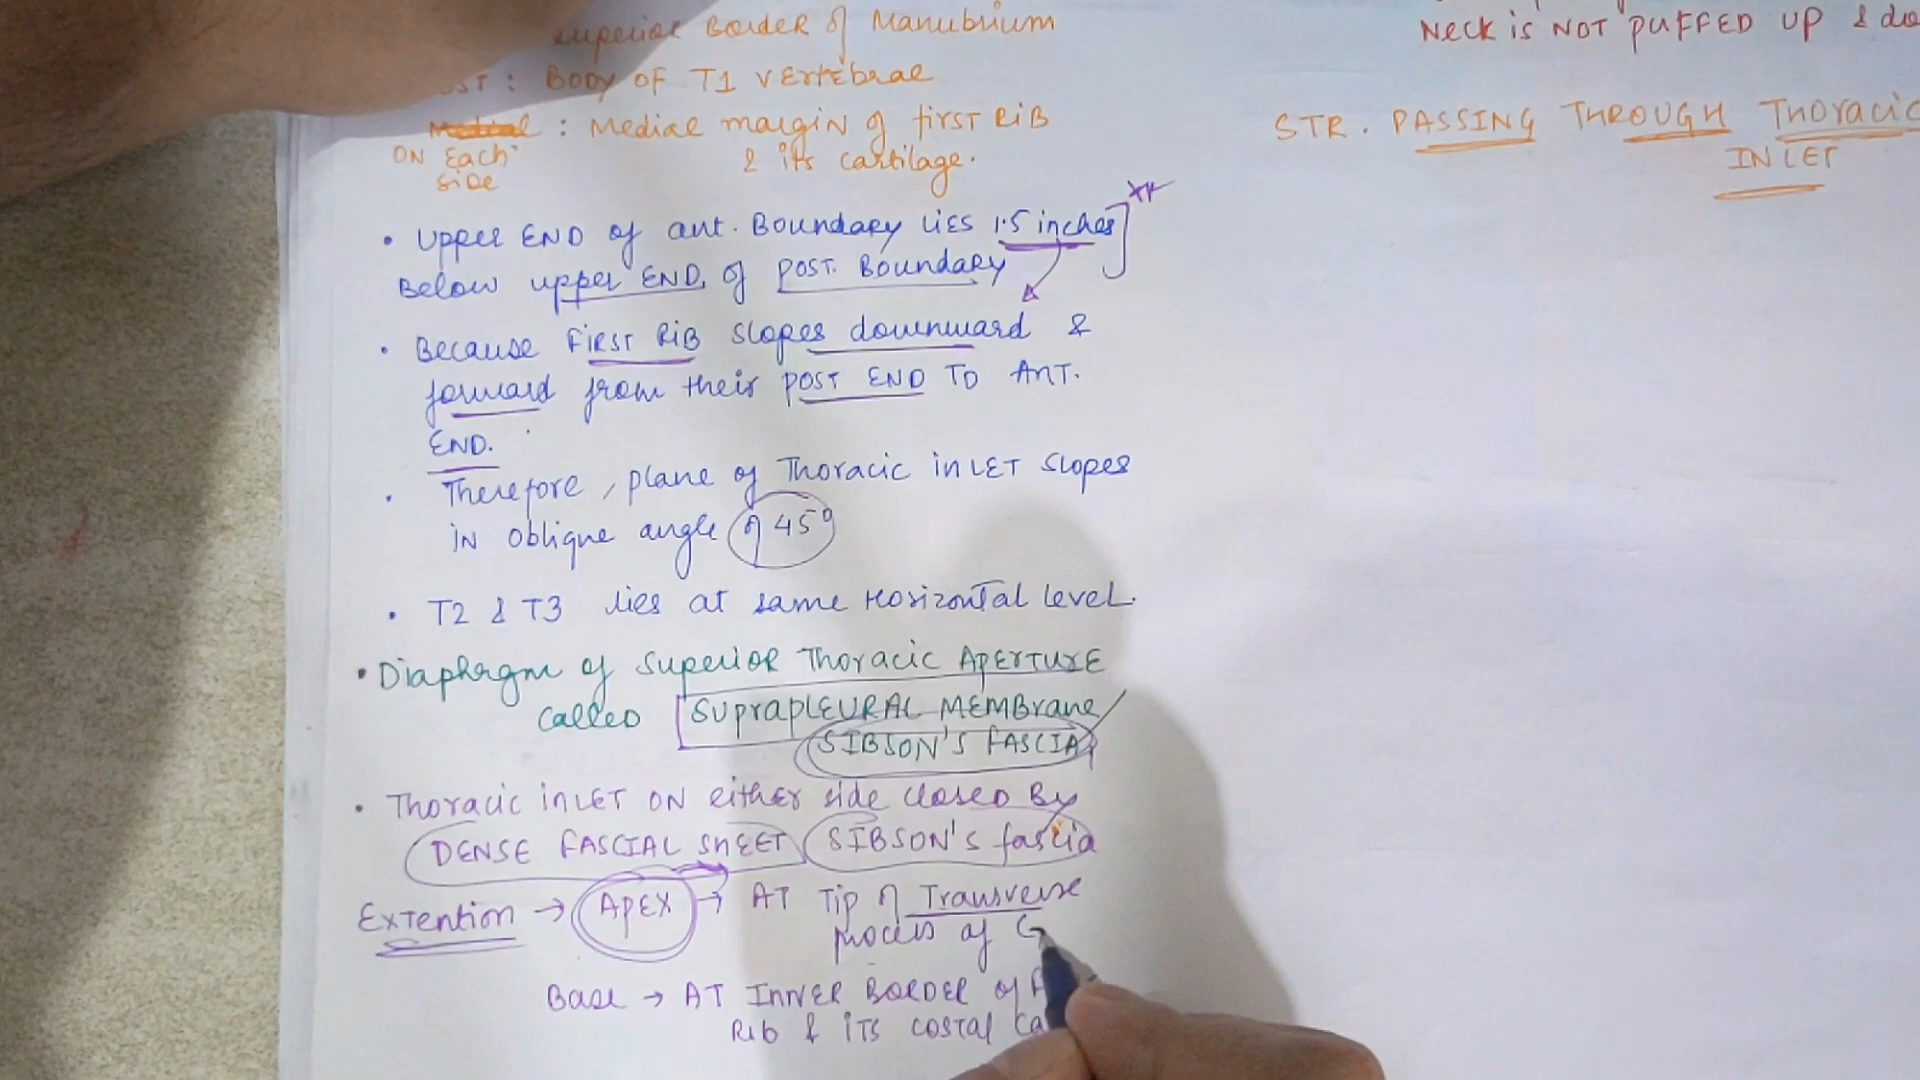 superior Border of Manubrium
ST : Body of T1 vertebrae
: Medial margin of first Rib
ON Each side
& its cartilage.
• Upper END of ant. Boundary lies 1.5 inches
Below upper END of POST. Boundary
• Because First Rib slopes downward &
forward from their POST END TO ANT.
END.
• Therefore, plane of Thoracic inLET slopes
in oblique angle of 45°
• T2 & T3 lies at same Horizontal level.
• Diaphragm of Superior Thoracic Aperture
called SuprapLEURAL MEMBrane
SIBSON'S FASCIA
• Thoracic inLET ON either side closed By
DENSE FASCIAL SHEET SIBSON'S fascia
Extention → Apex → AT Tip of Transverse
process of C
Base → AT INNER BORDER of
Rib & iTS costal Ca
Neck is NOT puffed up &
STR. PASSING THROUGH Thoracic
INLET